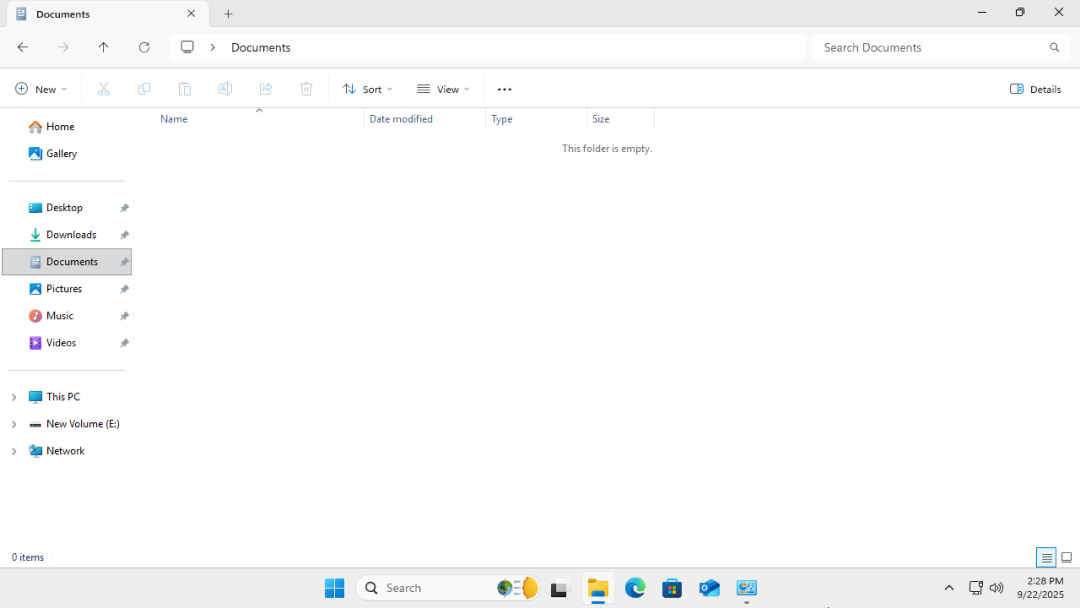 Documents
Documents
Search Documents
New
Sort
View
Details
Name
Date modified
Type
Size
This folder is empty.
Home
Gallery
Desktop
Downloads
Documents
Pictures
Music
Videos
This PC
New Volume (E:)
Network
0 items
Search
2:28 PM
9/22/2025